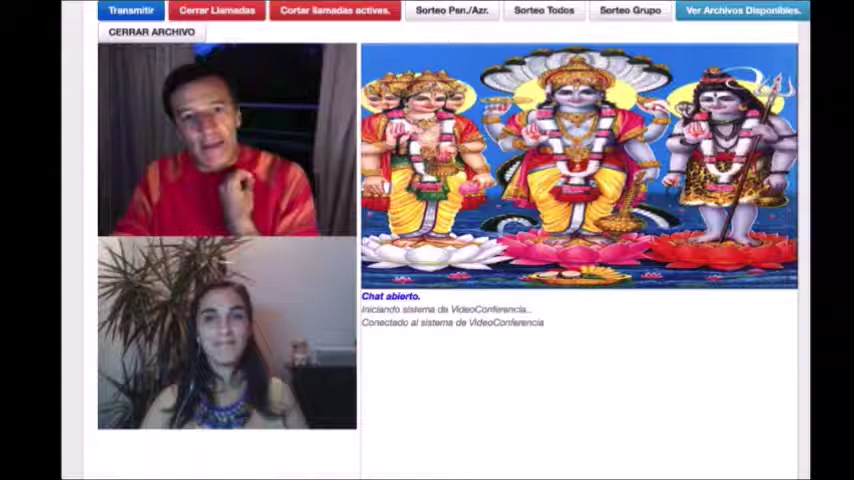 Transmitir Cerrar Llamadas Cortar llamadas activas. Sorteo Psn./Azr. Sorteo Todos Sorteo Grupo Ver Archivos Disponibles.
CERRAR ARCHIVO
Chat abierto.
Iniciando sistema de VideoConferencia...
Conectado al sistema de VideoConferencia